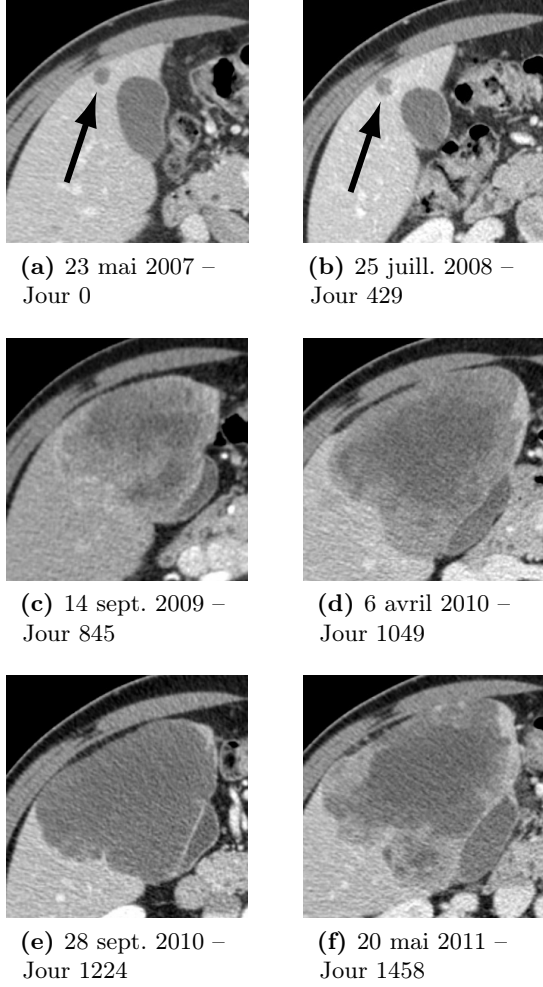 (a) 23 mai 2007 –
Jour 0
(b) 25 juill. 2008 –
Jour 429
(c) 14 sept. 2009 –
Jour 845
(d) 6 avril 2010 –
Jour 1049
(e) 28 sept. 2010 –
Jour 1224
(f) 20 mai 2011 –
Jour 1458